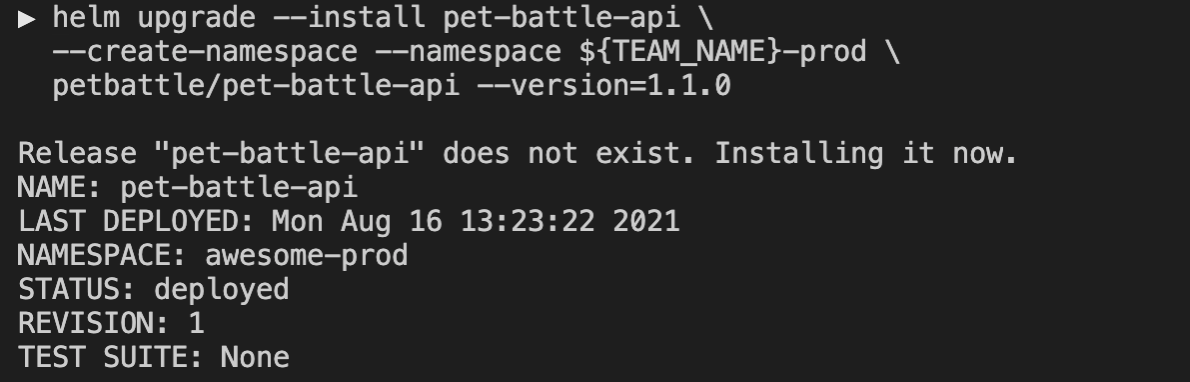 ▶ helm upgrade --install pet-battle-api \
  --create-namespace --namespace ${TEAM_NAME}-prod \
  petbattle/pet-battle-api --version=1.1.0

Release "pet-battle-api" does not exist. Installing it now.
NAME: pet-battle-api
LAST DEPLOYED: Mon Aug 16 13:23:22 2021
NAMESPACE: awesome-prod
STATUS: deployed
REVISION: 1
TEST SUITE: None